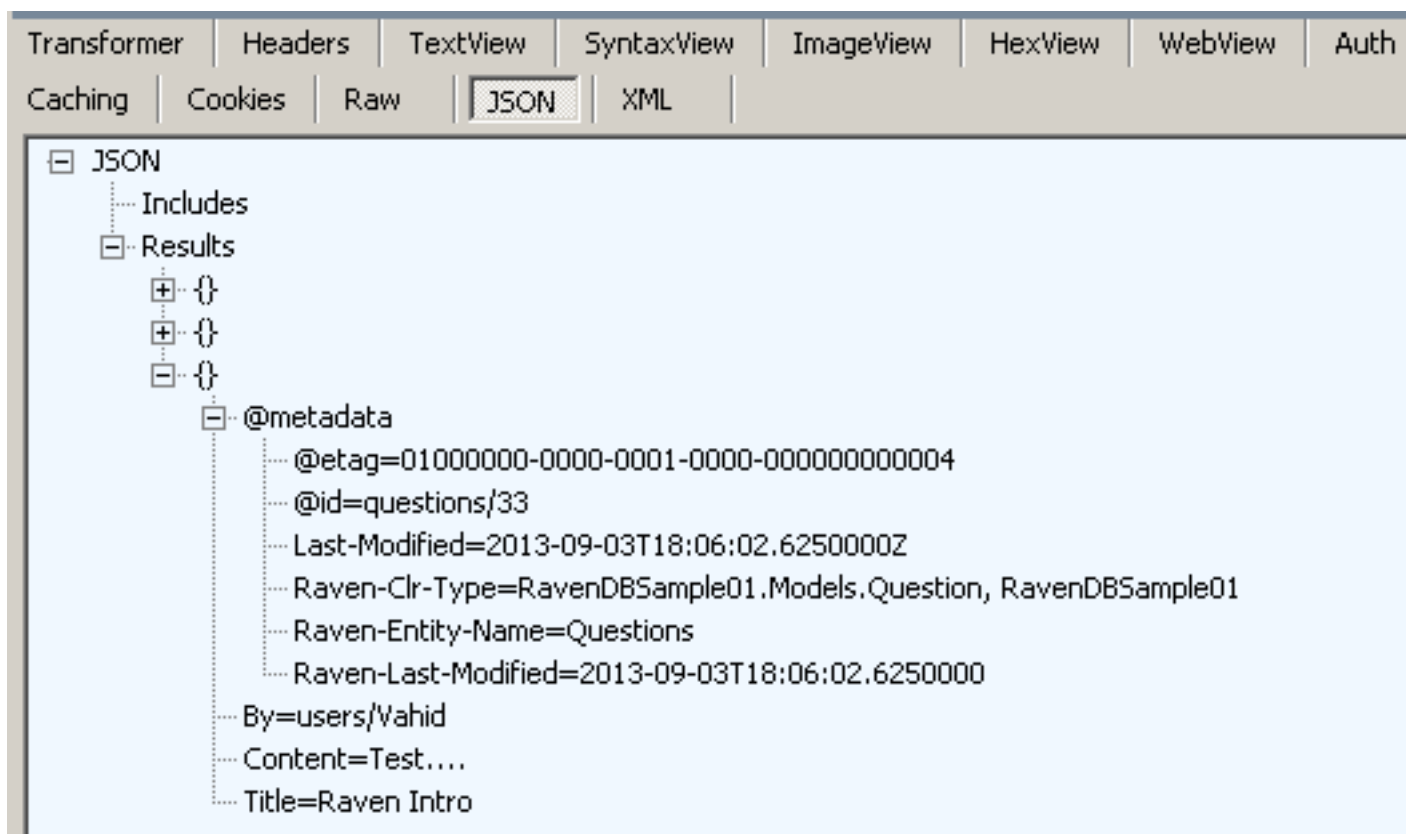 Transformer Headers TextView SyntaxView ImageView HexView WebView Auth
Caching Cookies Raw JSON XML
JSON
Includes
Results
{}
{}
{}
@metadata
@etag=01000000-0000-0001-0000-000000000004
@id=questions/33
Last-Modified=2013-09-03T18:06:02.6250000Z
Raven-Clr-Type=RavenDBSample01.Models.Question, RavenDBSample01
Raven-Entity-Name=Questions
Raven-Last-Modified=2013-09-03T18:06:02.6250000
By=users/Vahid
Content=Test....
Title=Raven Intro